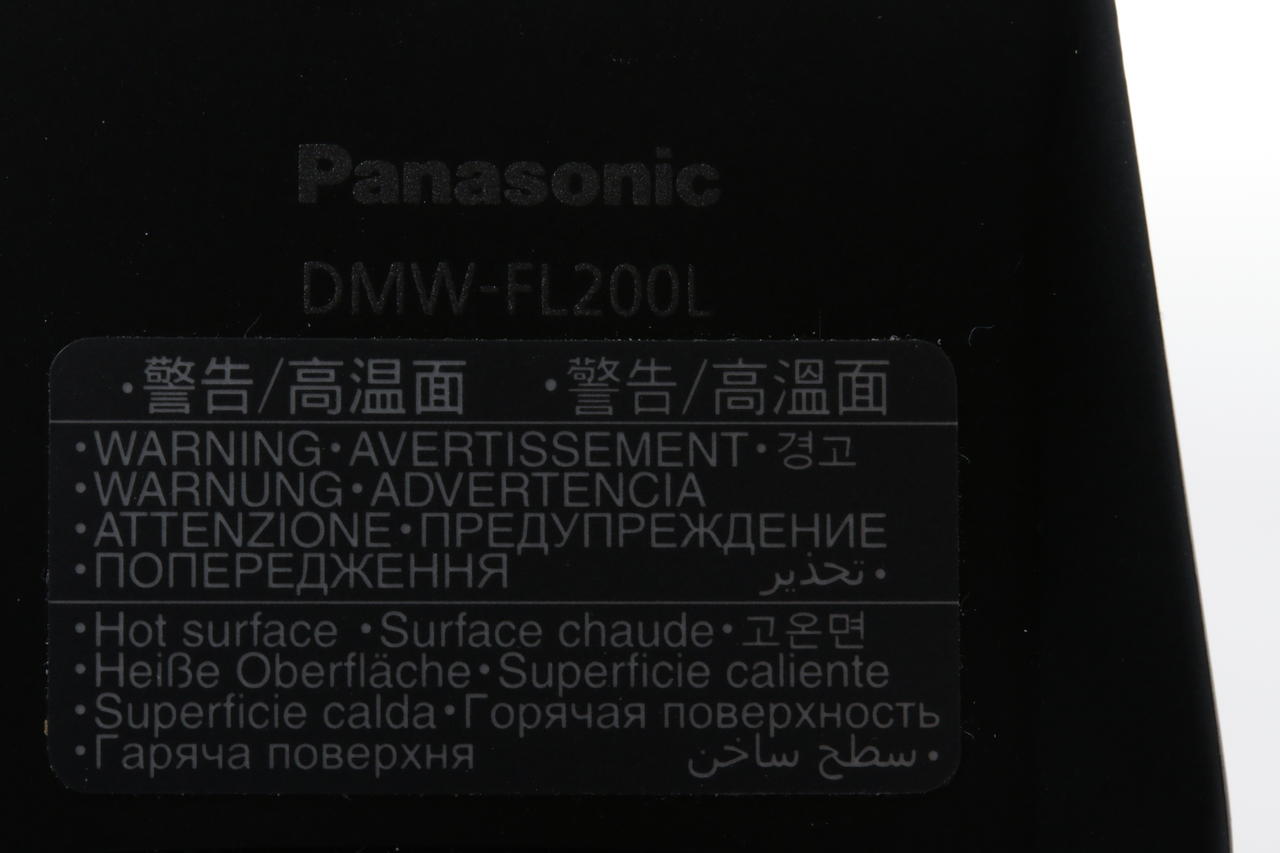 Panasonic
DMW-FL200L
·警告/高温面 ·警告/高溫面
·WARNING·AVERTISSEMENT·경고
·WARNUNG·ADVERTENCIA
·ATTENZIONE·ПРЕДУПРЕЖДЕНИЕ
·ПОПЕРЕДЖЕННЯ ·تحذير
·Hot surface ·Surface chaude·고온면
·Heiße Oberfläche·Superficie caliente
·Superficie calda·Горячая поверхность
·Гаряча поверхня ·سطح ساخن